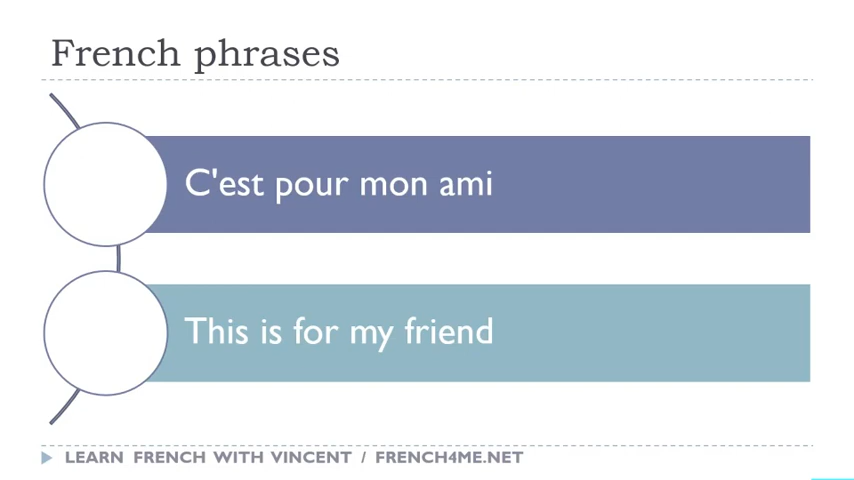 French phrases
C'est pour mon ami
This is for my friend
LEARN FRENCH WITH VINCENT / FRENCH4ME.NET